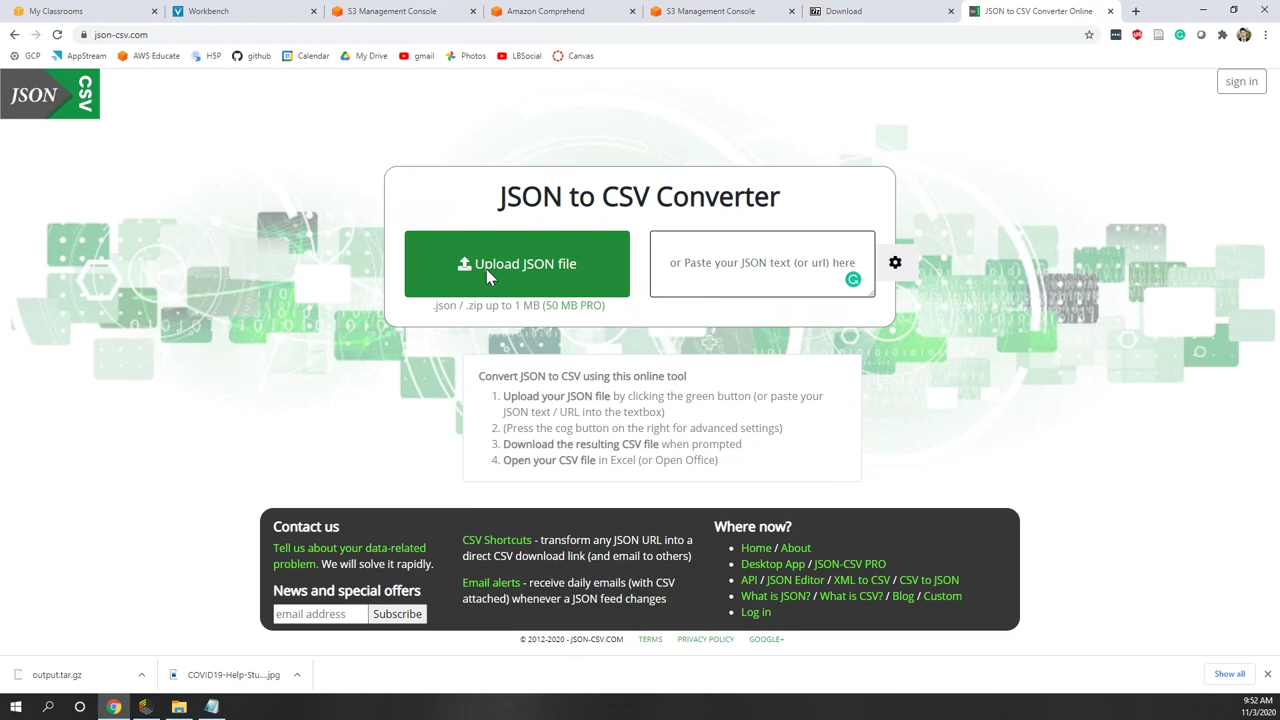 My Classrooms
Workbench
S3 Management Console
Amazon Comprehend
S3 Management Console
Download
JSON to CSV Converter Online
json-csv.com
GCP
AppStream
AWS Educate
H5P
github
Calendar
My Drive
gmail
Photos
LBSocial
Canvas
JSON CSV
sign in
JSON to CSV Converter
Upload JSON file
or Paste your JSON text (or url) here
.json / .zip up to 1 MB (50 MB PRO)
Convert JSON to CSV using this online tool
1. Upload your JSON file by clicking the green button (or paste your
JSON text / URL into the textbox)
2. (Press the cog button on the right for advanced settings)
3. Download the resulting CSV file when prompted
4. Open your CSV file in Excel (or Open Office)
Contact us
Tell us about your data-related
problem. We will solve it rapidly.
News and special offers
email address
Subscribe
CSV Shortcuts - transform any JSON URL into a
direct CSV download link (and email to others)
Email alerts - receive daily emails (with CSV
attached) whenever a JSON feed changes
Where now?
Home / About
Desktop App / JSON-CSV PRO
API / JSON Editor / XML to CSV / CSV to JSON
What is JSON? / What is CSV? / Blog / Custom
Log in
© 2012-2020 - JSON-CSV.COM
TERMS
PRIVACY POLICY
GOOGLE+
output.tar.gz
COVID19-Help-Stu....jpg
Show all
9:52 AM
11/3/2020